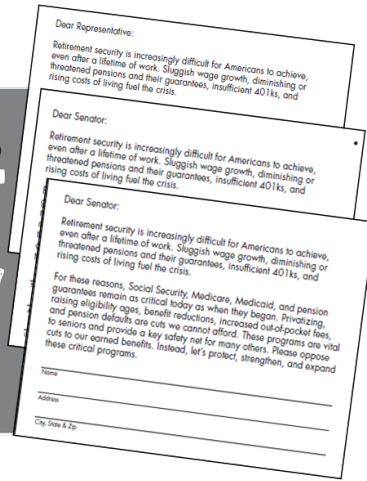 Dear Representative:
Retirement security is increasingly difficult for Americans to achieve,
even after a lifetime of work. Sluggish wage growth, diminishing or
threatened pensions and their guarantees, insufficient 401ks, and
rising costs of living fuel the crisis.
Dear Senator:
Retirement security is increasingly difficult for Americans to achieve,
even after a lifetime of work. Sluggish wage growth, diminishing or
threatened pensions and their guarantees, insufficient 401ks, and
rising costs of living fuel the crisis.
Dear Senator:
Retirement security is increasingly difficult for Americans to achieve,
even after a lifetime of work. Sluggish wage growth, diminishing or
threatened pensions and their guarantees, insufficient 401ks, and
rising costs of living fuel the crisis.
For these reasons, Social Security, Medicare, Medicaid, and pension
guarantees remain as critical today as when they began. Privatizing,
raising eligibility ages, benefit reductions, increased out-of-pocket fees,
and pension defaults are cuts we cannot afford. These programs are vital
to seniors and provide a key safety net for many others. Please oppose
cuts to our earned benefits. Instead, let's protect, strengthen, and expand
these critical programs.
Name
Address
City, State & Zip